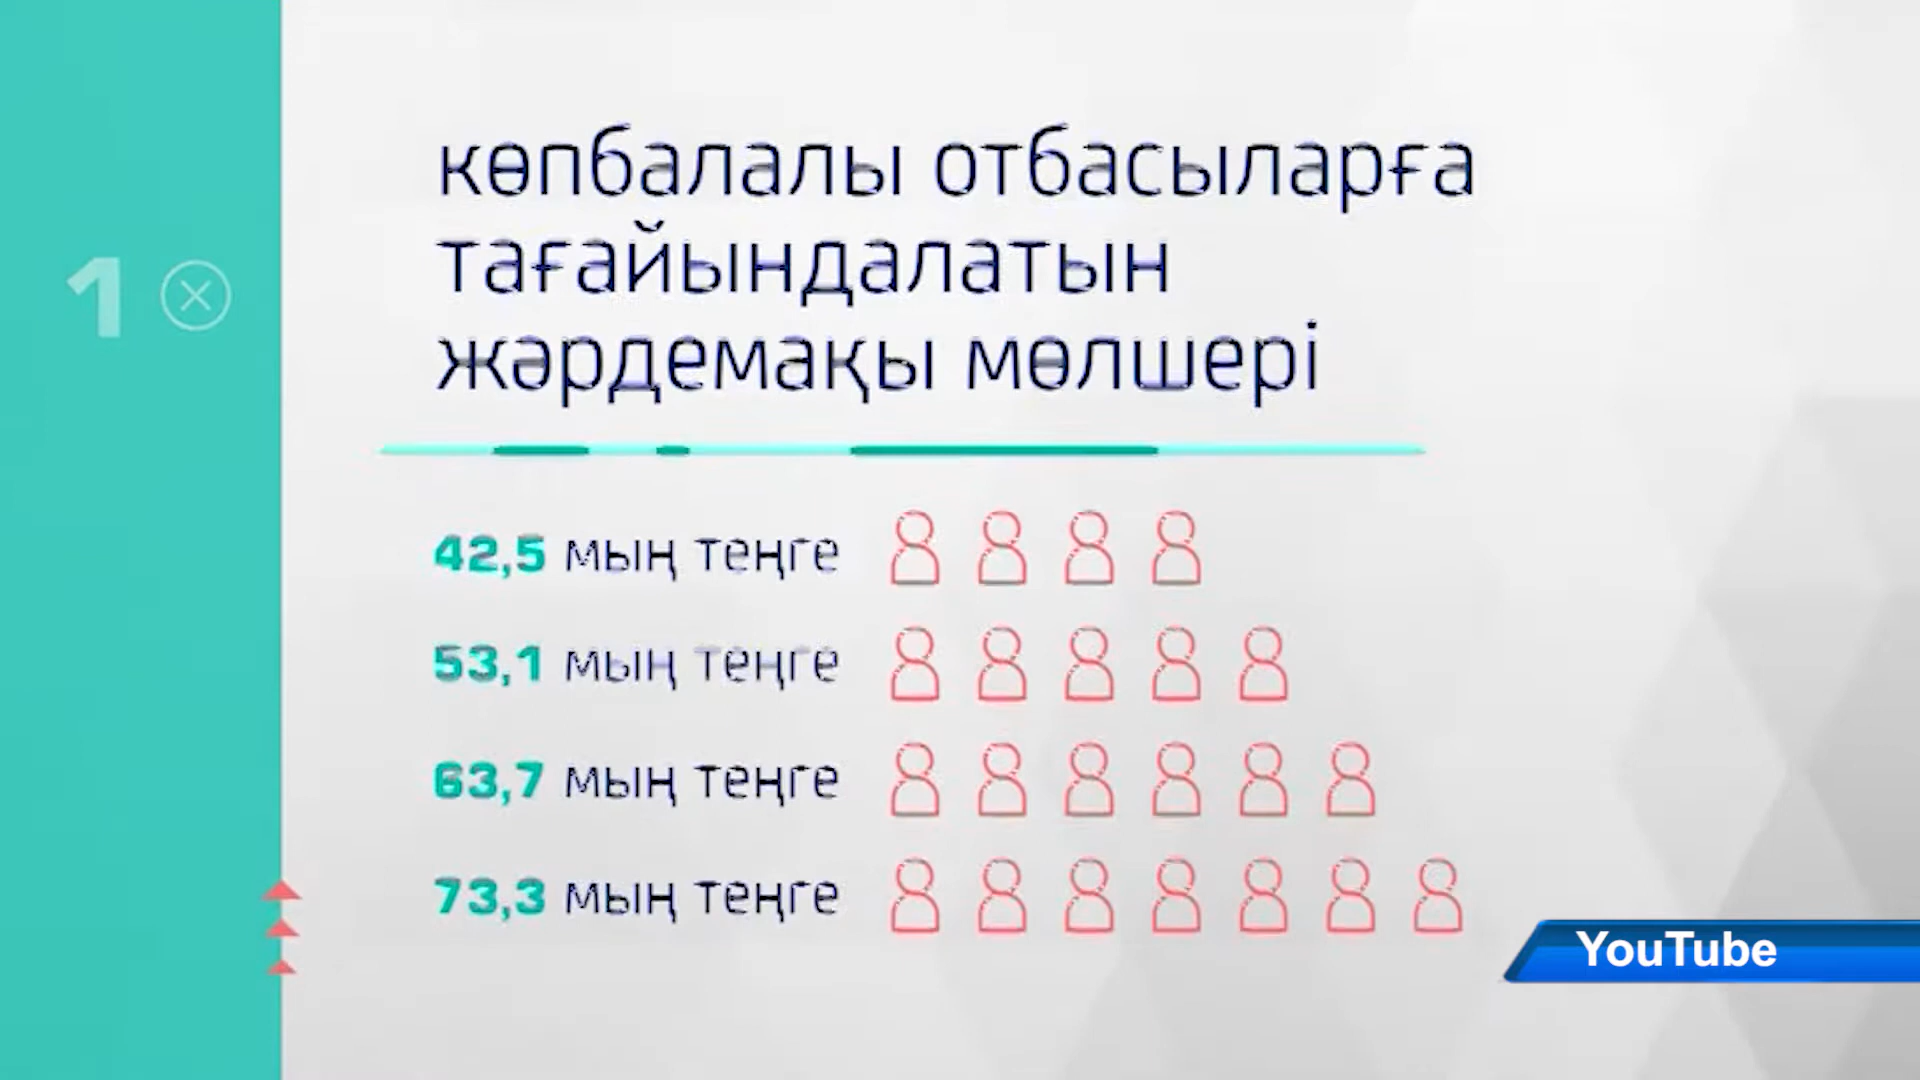 1
көпбалалы отбасыларға
тағайындалатын
жәрдемақы мөлшері
42,5 мың теңге
53,1 мың теңге
63,7 мың теңге
73,3 мың теңге
YouTube